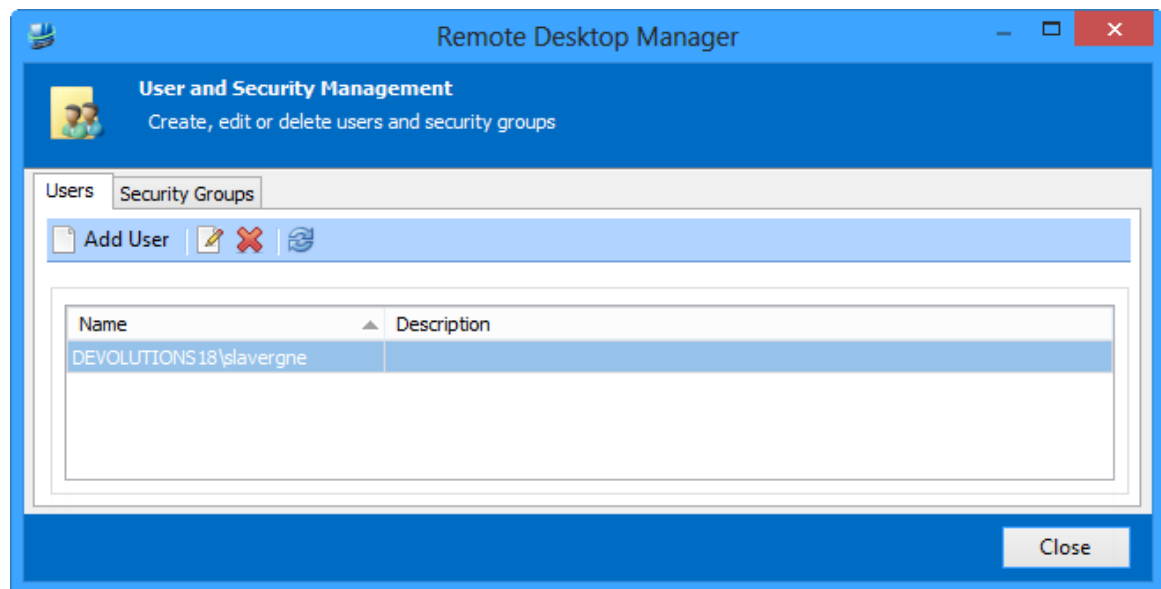 Remote Desktop Manager
User and Security Management
Create, edit or delete users and security groups
Users Security Groups
Add User
Name Description
DEVOLUTIONS18\slavergne
Close